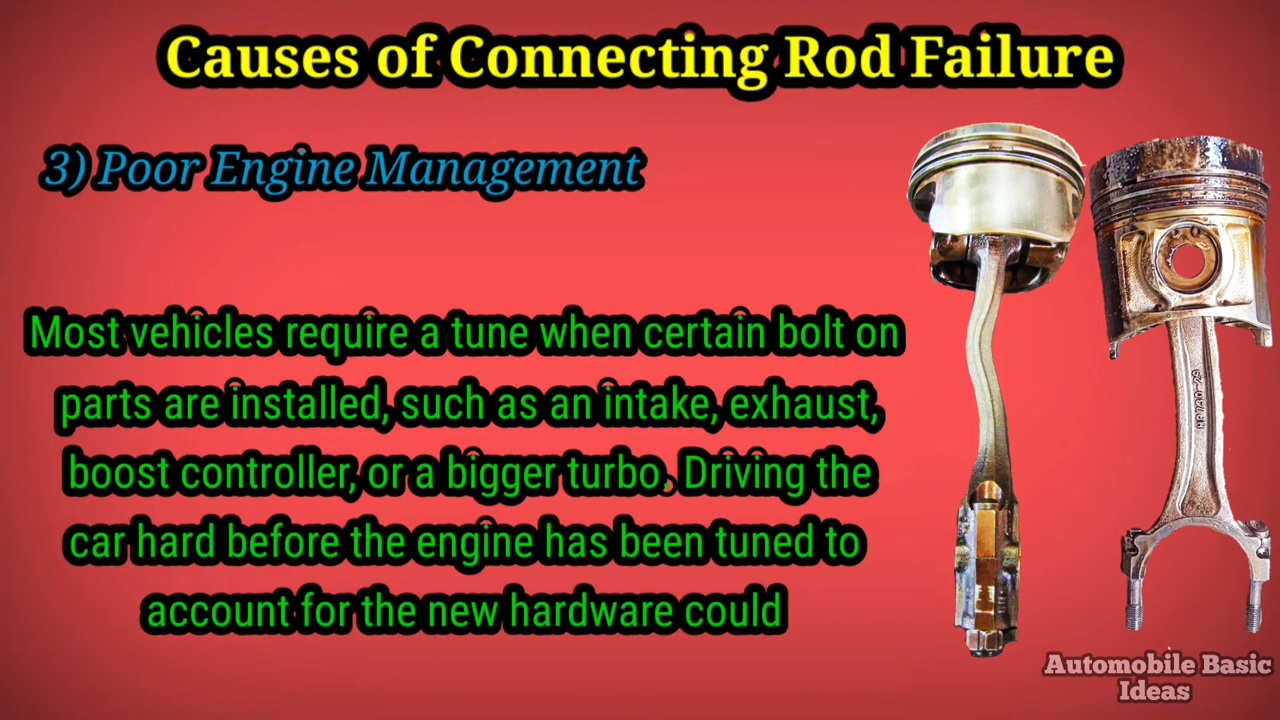 Causes of Connecting Rod Failure
3) Poor Engine Management
Most vehicles require a tune when certain bolt on
parts are installed, such as an intake, exhaust,
boost controller, or a bigger turbo. Driving the
car hard before the engine has been tuned to
account for the new hardware could
Automobile Basic
Ideas